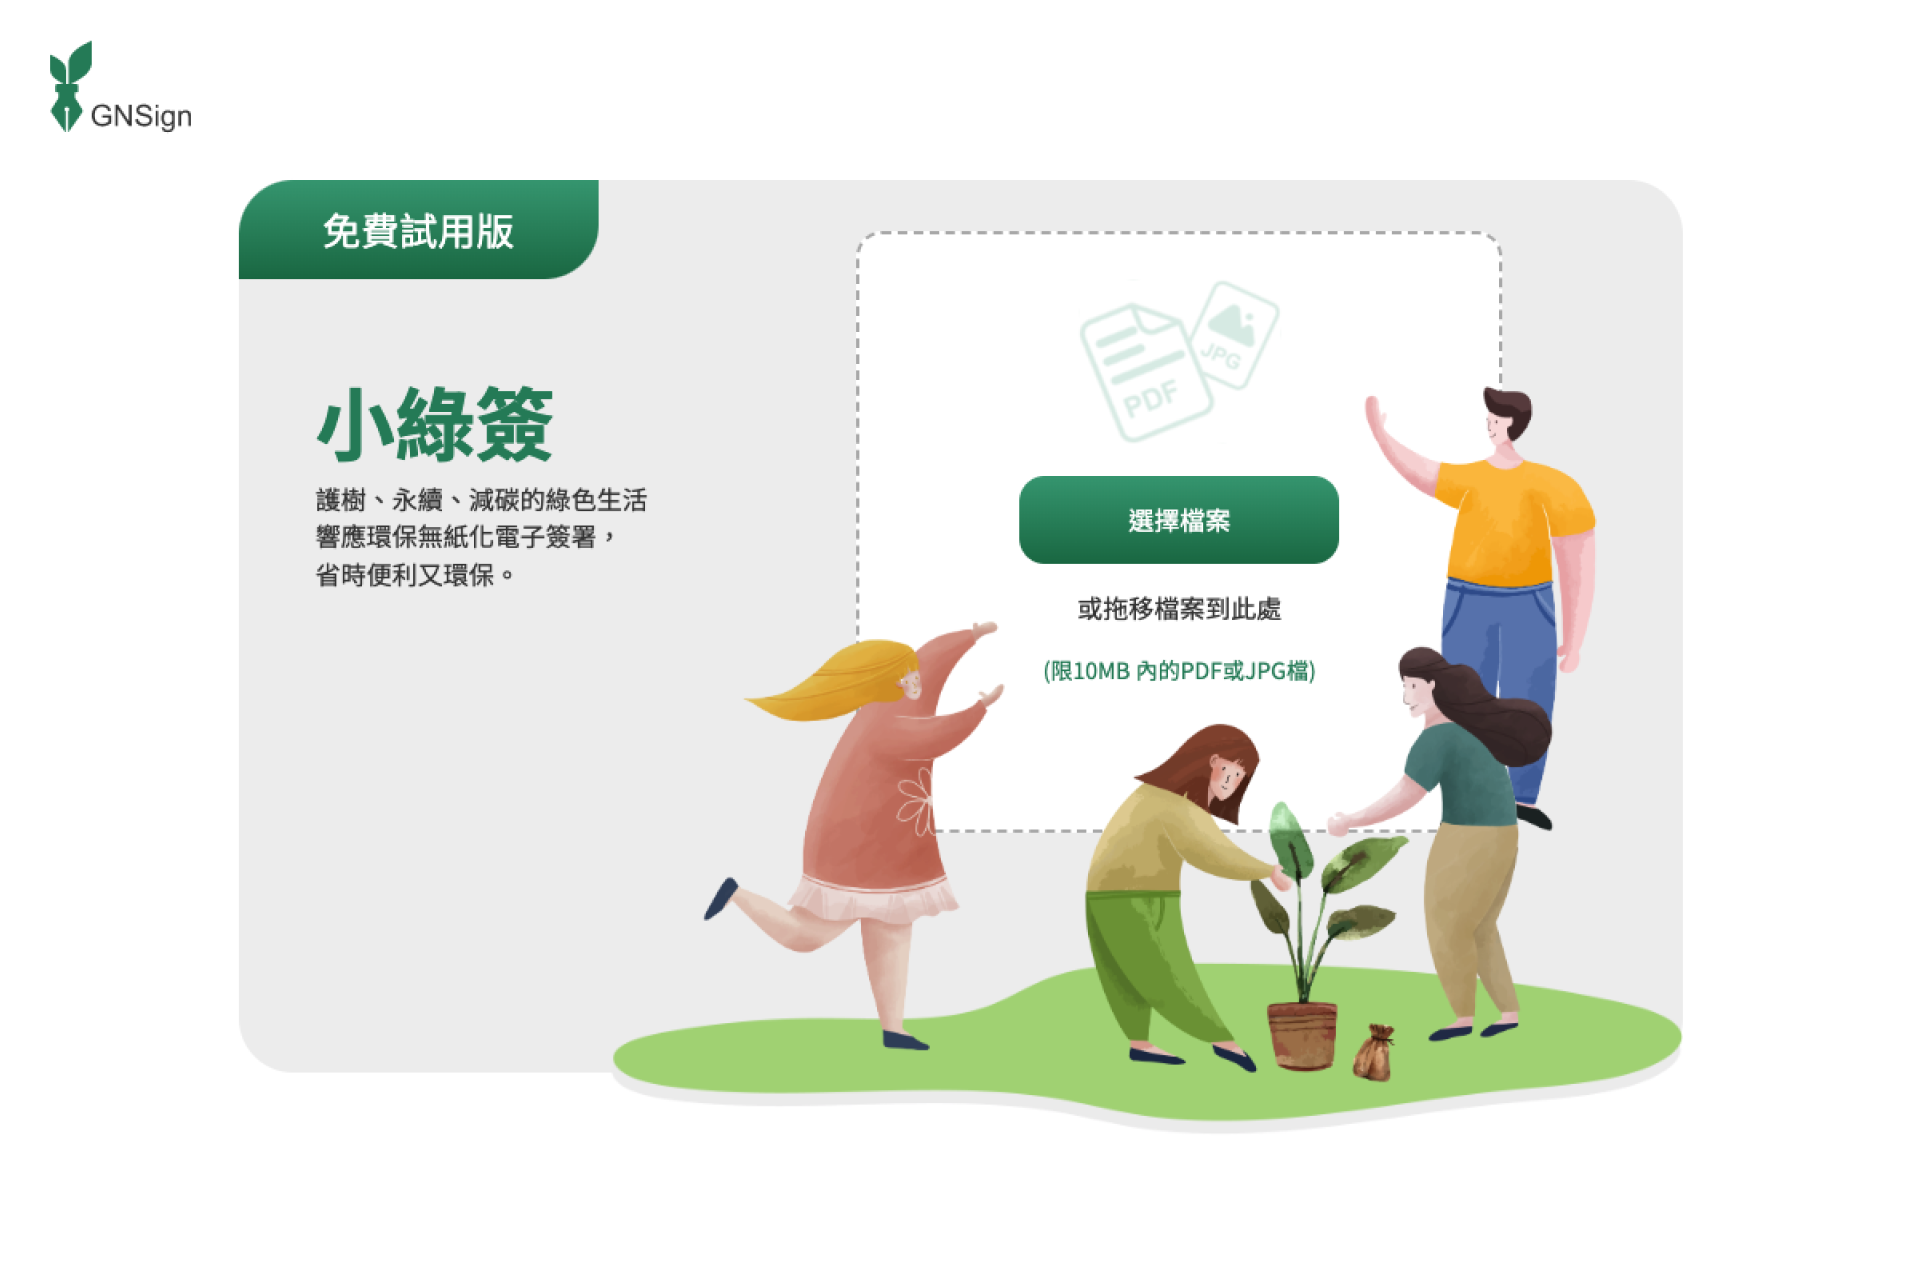 GNSign
免費試用版
小綠簽
護樹、永續、減碳的綠色生活
響應環保無紙化電子簽署，
省時便利又環保。
PDF
JPG
選擇檔案
或拖移檔案到此處
(限10MB 內的PDF或JPG檔)